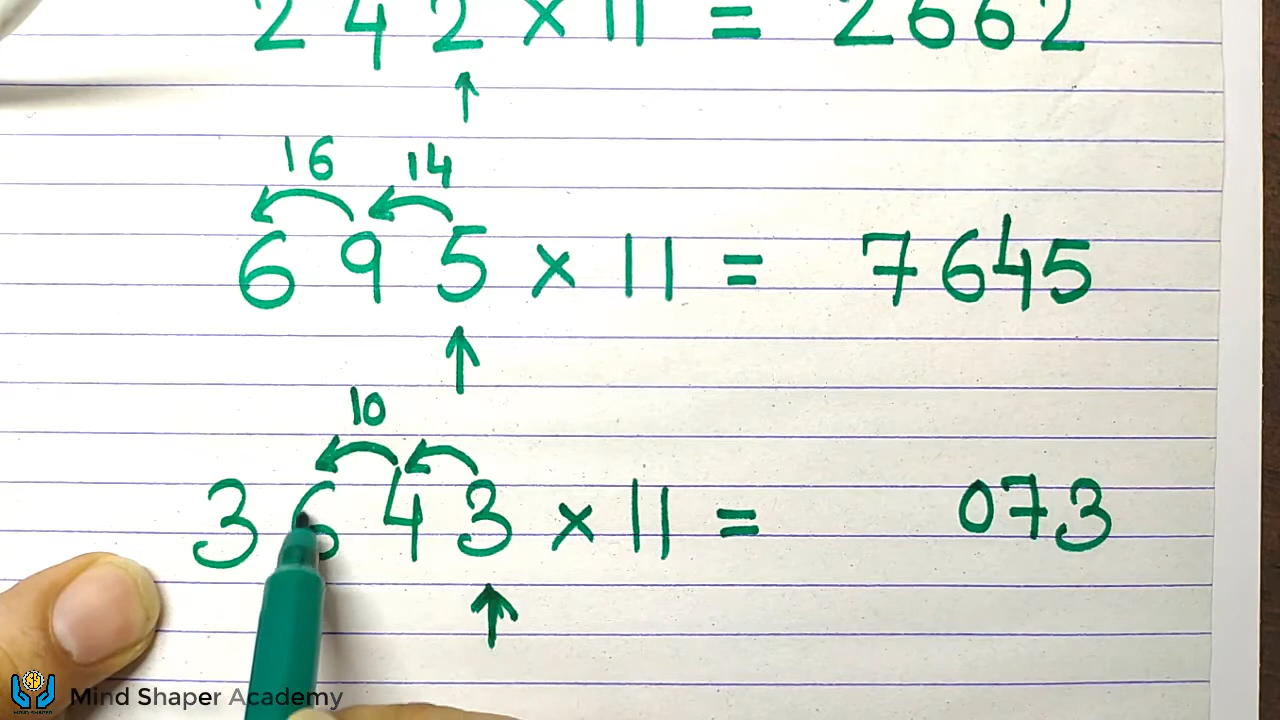 242 × 11 = 2662
↑
16 14
695 × 11 = 7645
↑
10
3643 × 11 = 073
↑
Mind Shaper Academy